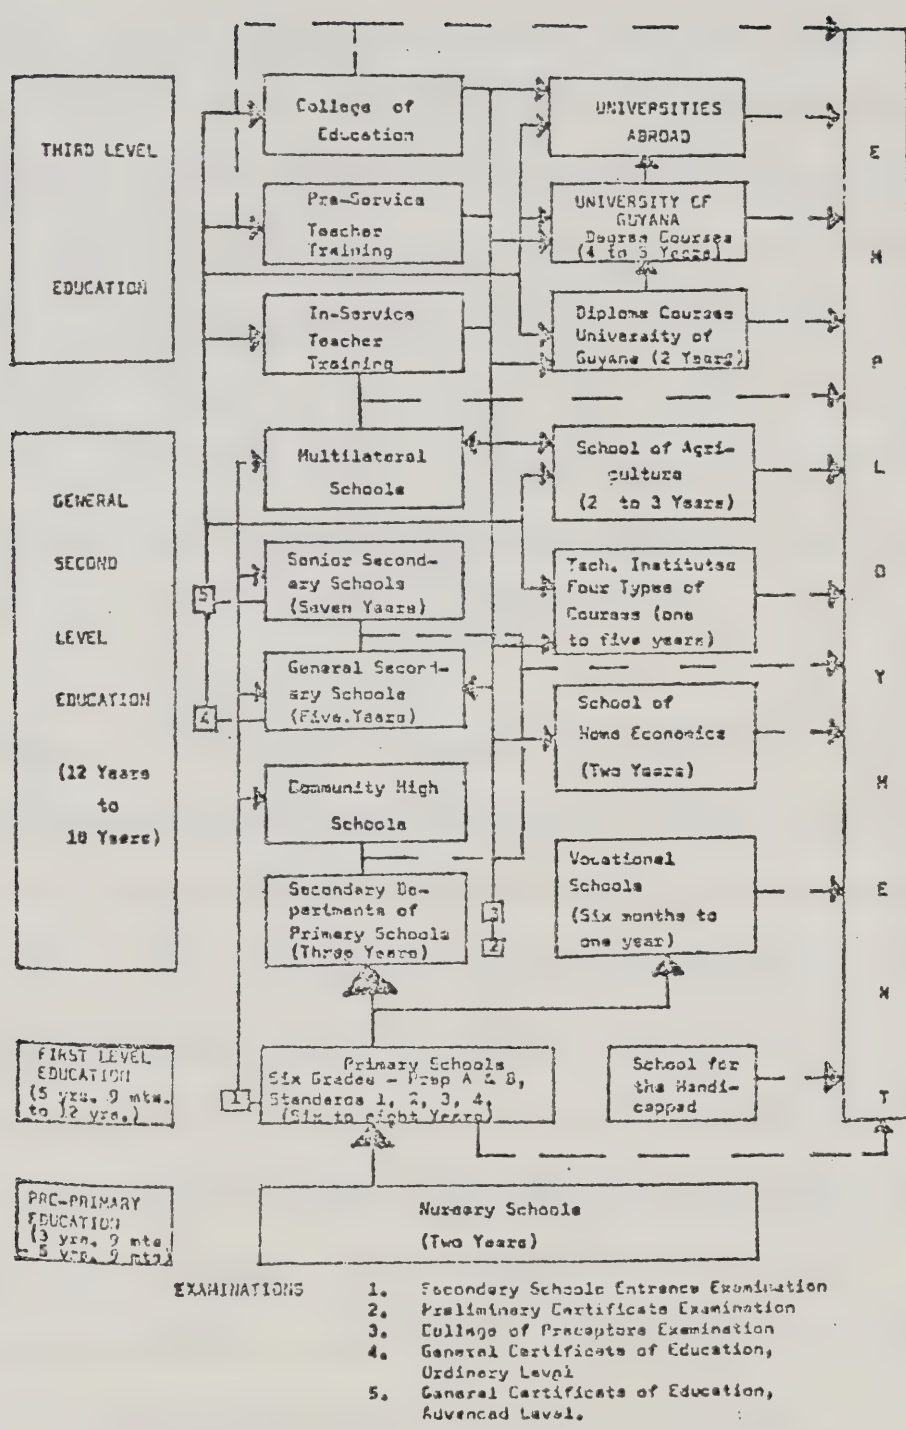 THIRD LEVEL
EDUCATION
College of
Education
UNIVERSITIES
ABROAD
Pre-Service
Teacher
Training
UNIVERSITY OF
GUYANA
Degree Courses
(4 to 5 Years)
In-Service
Teacher
Training
Diploma Courses
University of
Guyana (2 Years)
GENERAL
SECOND
LEVEL
EDUCATION
(12 Years
to
18 Years)
Multilateral
Schools
School of Agri-
culture
(2 to 3 Years)
Senior Second-
ary Schools
(Seven Years)
5
Tech. Institutes
Four Types of
Courses (one
to five years)
General Second-
ary Schools
(Five Years)
4
School of
Home Economics
(Two Years)
Community High
Schools
Secondary De-
partments of
Primary Schools
(Three Years)
3
2
Vocational
Schools
(Six months to
one year)
FIRST LEVEL
EDUCATION
(5 yrs. 9 mts.
to 12 yrs.)
1
Primary Schools
Six Grades - Prep A & B,
Standards 1, 2, 3, 4.
(Six to eight Years)
School for
the Handi-
capped
PRE-PRIMARY
EDUCATION
(3 yrs. 9 mts
- 5 yrs. 9 mts)
Nursery Schools
(Two Years)
E
M
P
L
O
Y
M
E
N
T
EXAMINATIONS
1. Secondary Schools Entrance Examination
2. Preliminary Certificate Examination
3. College of Preceptors Examination
4. General Certificate of Education,
Ordinary Level
5. General Certificate of Education,
Advanced Level.